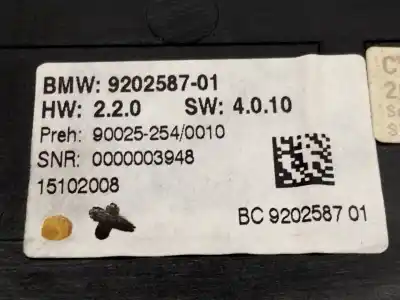 BMW: 9202587-01
HW: 2.2.0 SW: 4.0.10
Preh: 90025-254/0010
SNR: 0000003948
15102008
BC 9202587 01